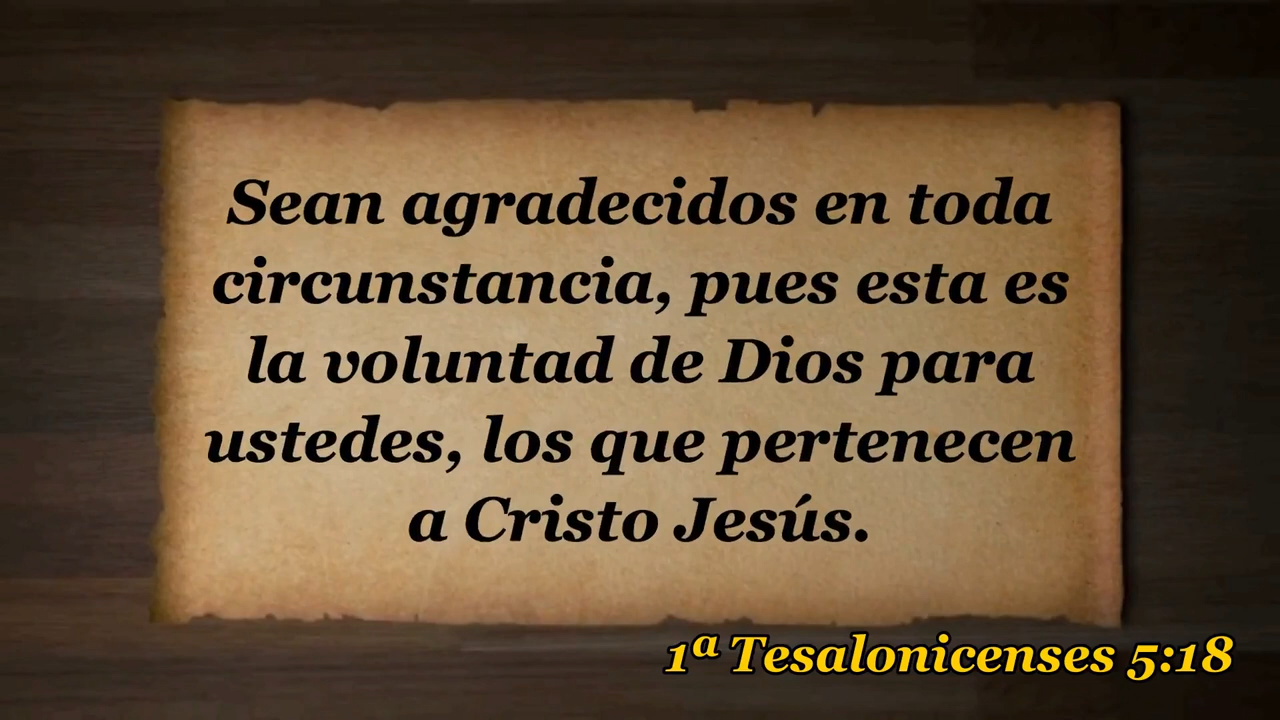 Sean agradecidos en toda
circunstancia, pues esta es
la voluntad de Dios para
ustedes, los que pertenecen
a Cristo Jesús.
1ª Tesalonicenses 5:18